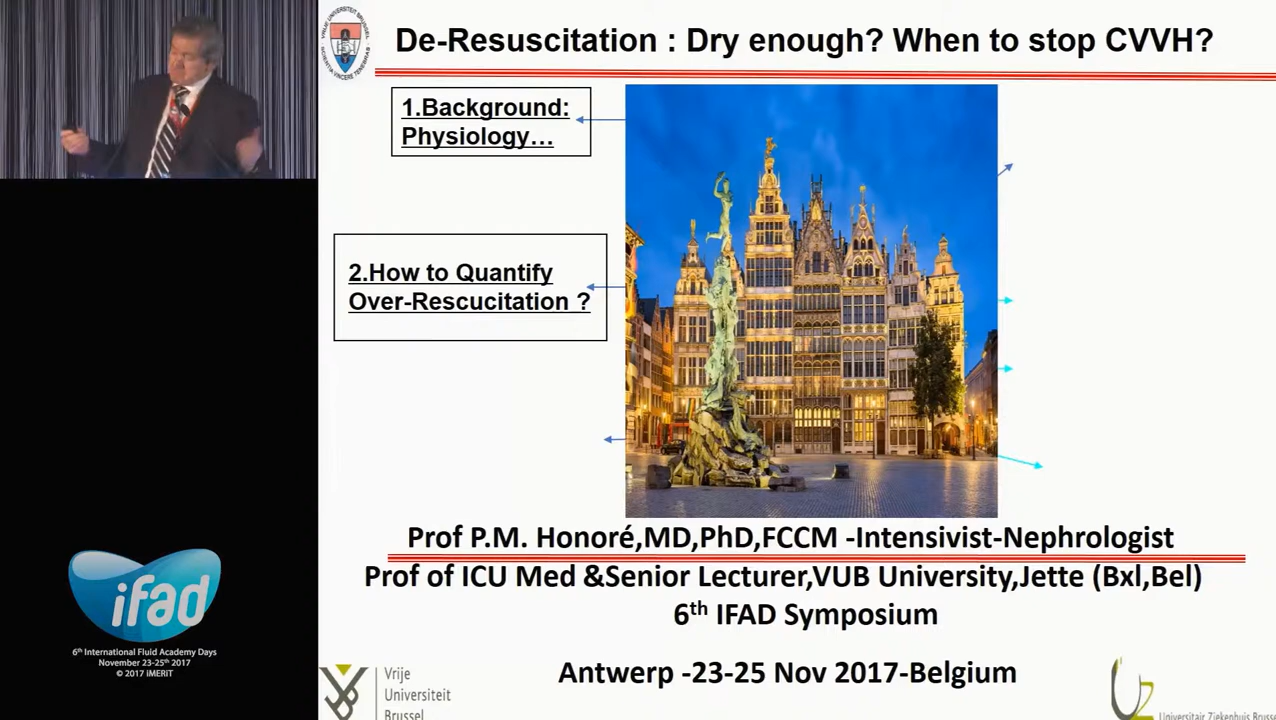 De-Resuscitation : Dry enough? When to stop CVVH?
1.Background:
Physiology…
2.How to Quantify
Over-Rescucitation ?
Prof P.M. Honoré,MD,PhD,FCCM -Intensivist-Nephrologist
Prof of ICU Med &Senior Lecturer,VUB University,Jette (Bxl,Bel)
6th IFAD Symposium
Antwerp -23-25 Nov 2017-Belgium
ifad
6th International Fluid Academy Days
November 23-25th 2017
© 2017 iMERIT
Vrije
Universiteit
Brussel
Universitair Ziekenhuis